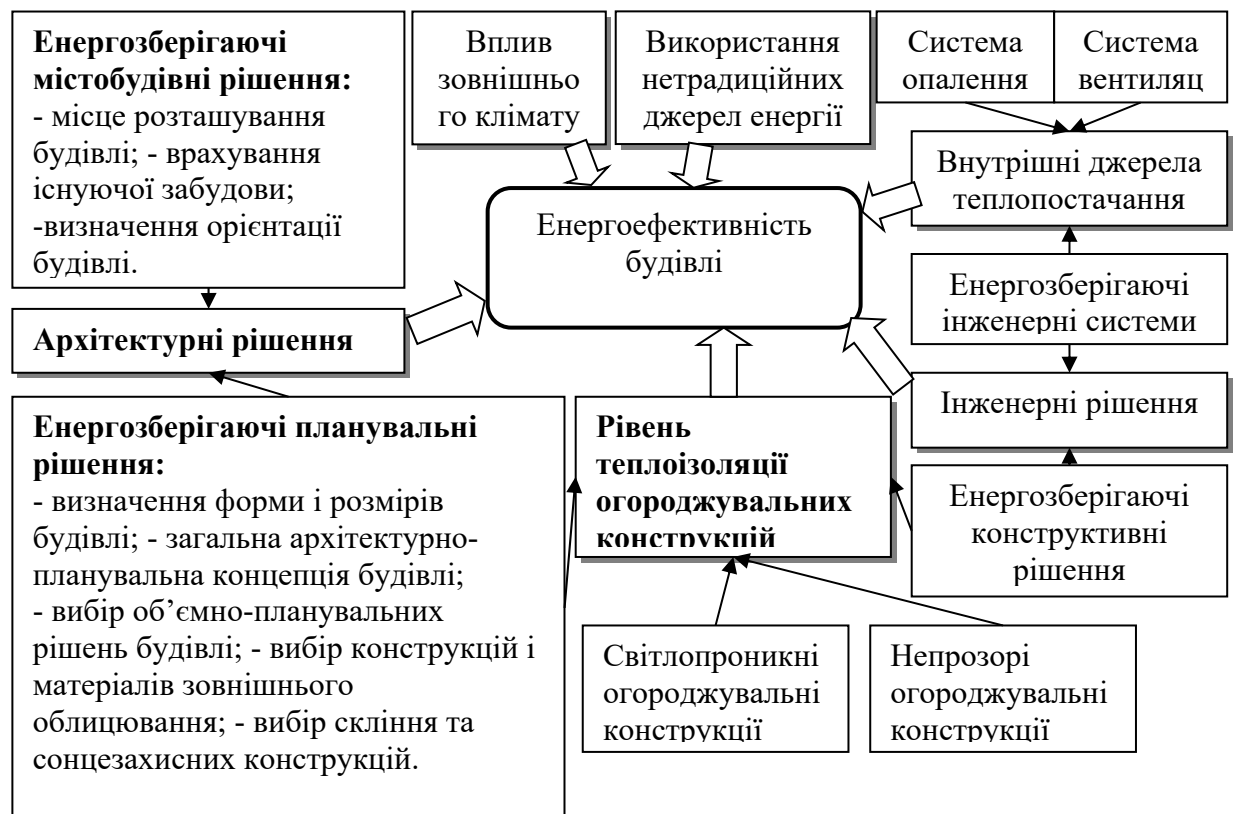 Енергозберігаючі
містобудівні рішення:
- місце розташування
будівлі; - врахування
існуючої забудови;
-визначення орієнтації
будівлі.
Вплив
зовнішньо
го клімату
Використання
нетрадиційних
джерел енергії
Система
опалення
Система
вентиляц
Внутрішні джерела
теплопостачання
Енергоефективність
будівлі
Енергозберігаючі
інженерні системи
Архітектурні рішення
Інженерні рішення
Енергозберігаючі планувальні
рішення:
- визначення форми і розмірів
будівлі; - загальна архітектурно-
планувальна концепція будівлі;
- вибір об’ємно-планувальних
рішень будівлі; - вибір конструкцій і
матеріалів зовнішнього
облицювання; - вибір скління та
сонцезахисних конструкцій.
Рівень
теплоізоляції
огороджувальних
конструкцій
Енергозберігаючі
конструктивні
рішення
Світлопроникні
огороджувальні
конструкції
Непрозорі
огороджувальні
конструкції